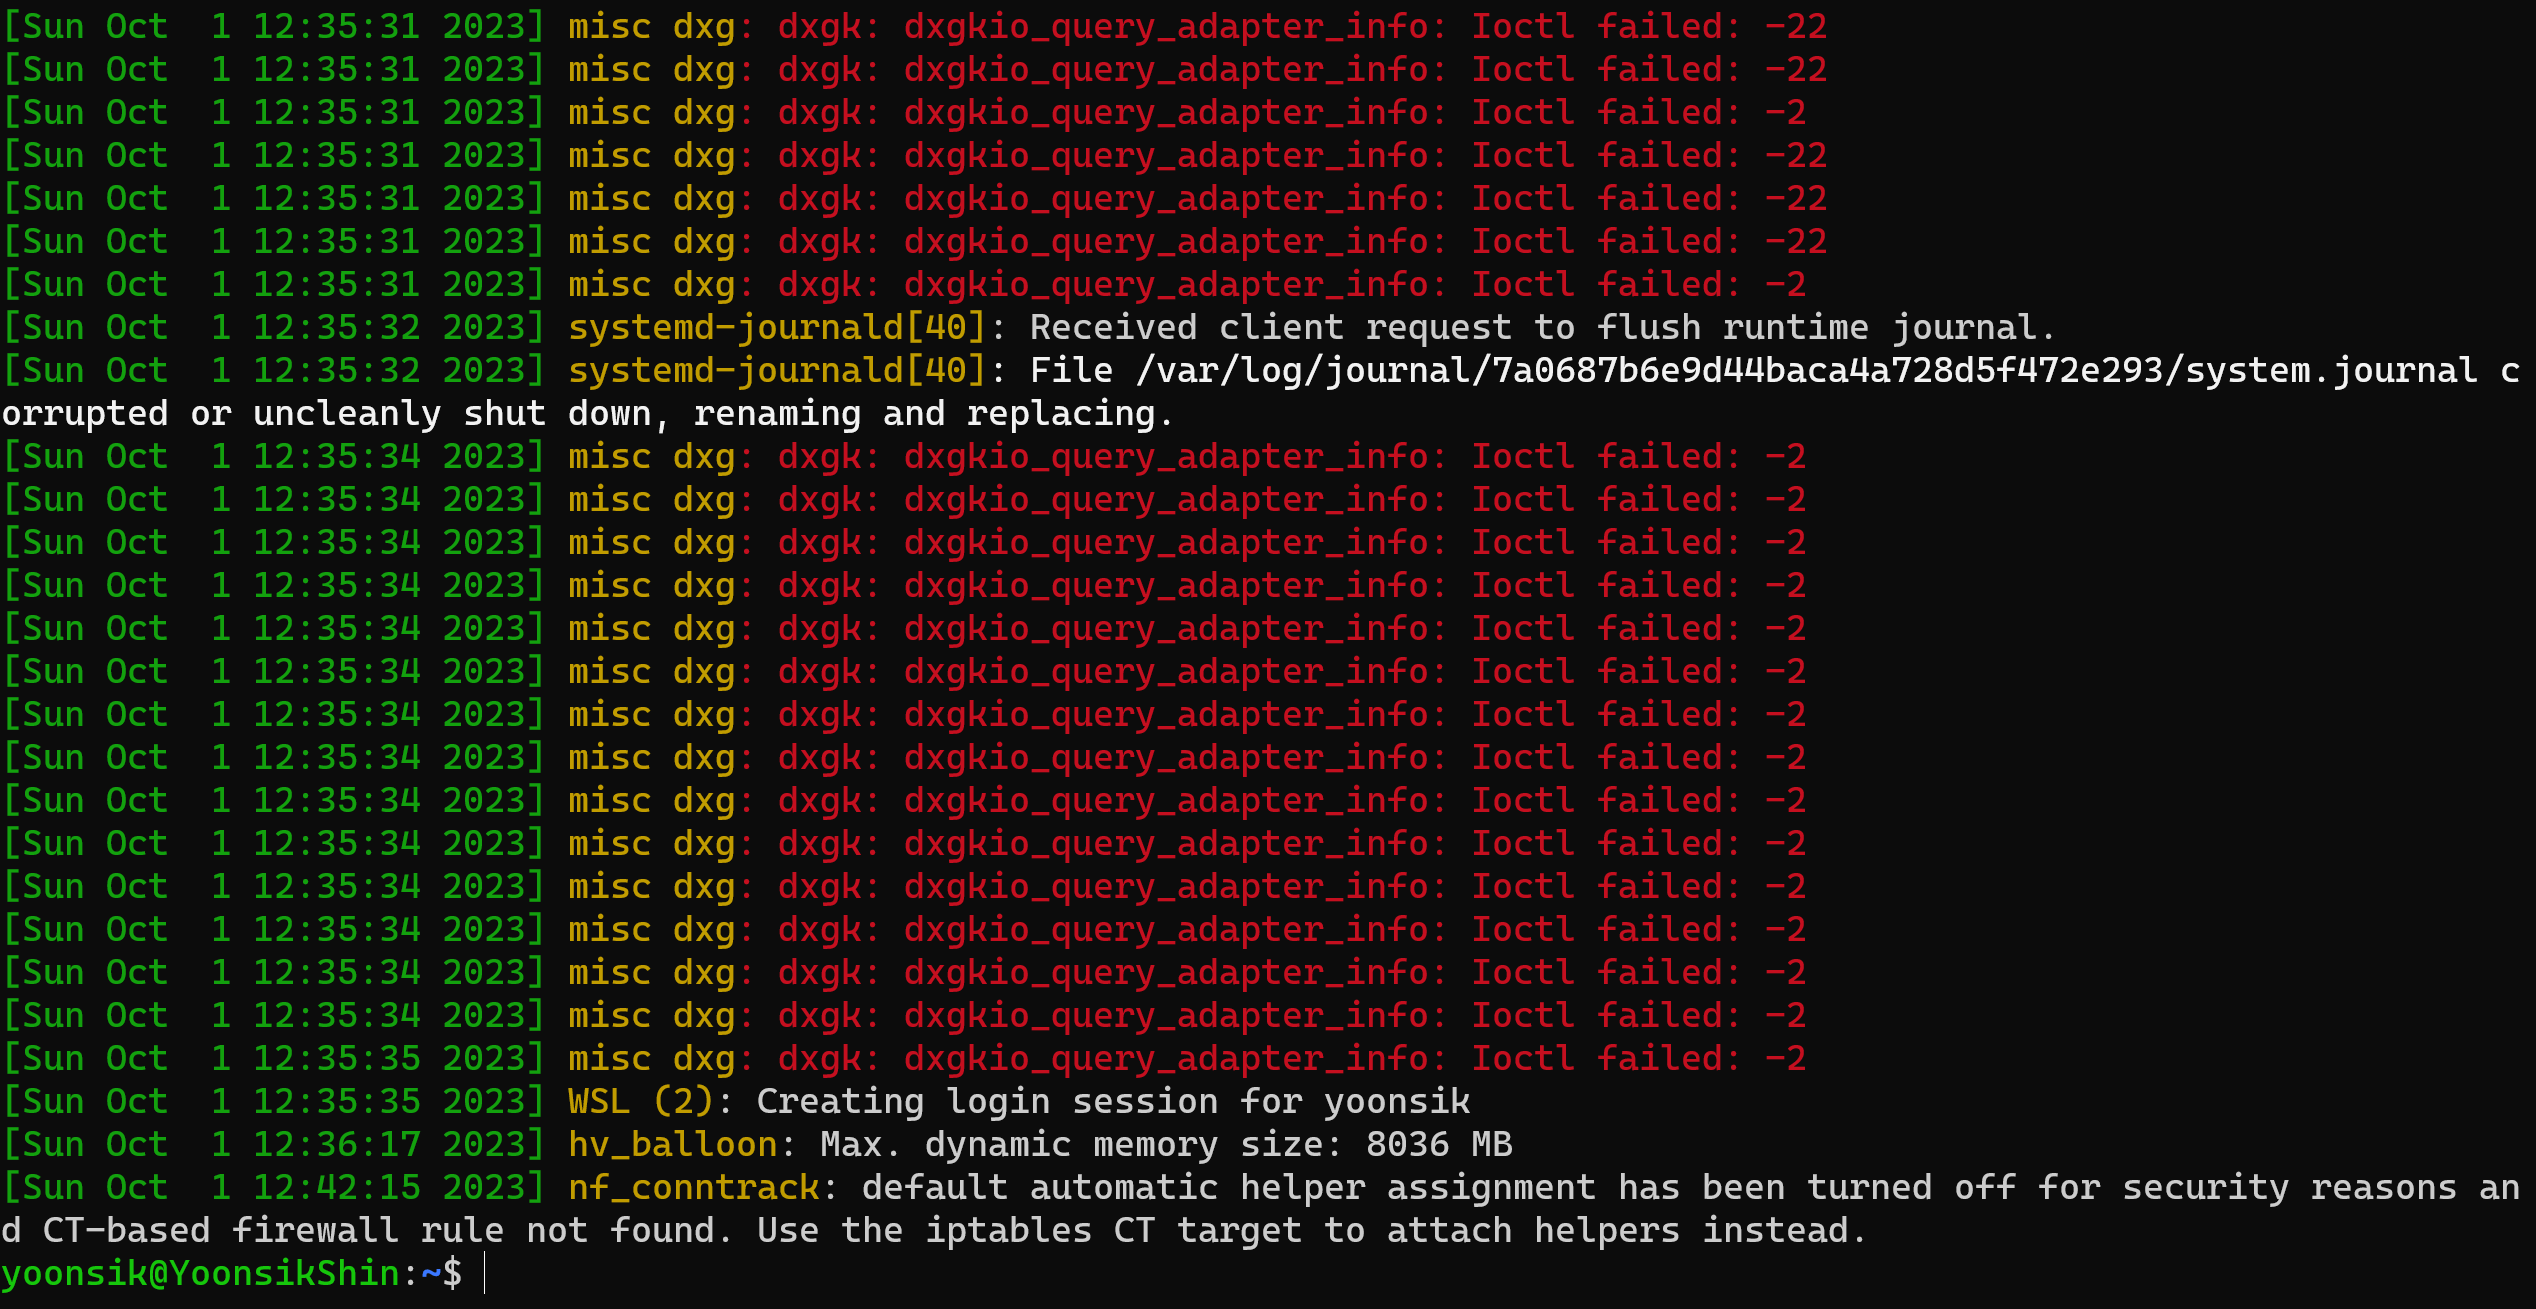 [Sun Oct  1 12:35:31 2023] misc dxg: dxgk: dxgkio_query_adapter_info: Ioctl failed: -22
[Sun Oct  1 12:35:31 2023] misc dxg: dxgk: dxgkio_query_adapter_info: Ioctl failed: -22
[Sun Oct  1 12:35:31 2023] misc dxg: dxgk: dxgkio_query_adapter_info: Ioctl failed: -2
[Sun Oct  1 12:35:31 2023] misc dxg: dxgk: dxgkio_query_adapter_info: Ioctl failed: -22
[Sun Oct  1 12:35:31 2023] misc dxg: dxgk: dxgkio_query_adapter_info: Ioctl failed: -22
[Sun Oct  1 12:35:31 2023] misc dxg: dxgk: dxgkio_query_adapter_info: Ioctl failed: -22
[Sun Oct  1 12:35:31 2023] misc dxg: dxgk: dxgkio_query_adapter_info: Ioctl failed: -2
[Sun Oct  1 12:35:32 2023] systemd-journald[40]: Received client request to flush runtime journal.
[Sun Oct  1 12:35:32 2023] systemd-journald[40]: File /var/log/journal/7a0687b6e9d44baca4a728d5f472e293/system.journal c
orrupted or uncleanly shut down, renaming and replacing.
[Sun Oct  1 12:35:34 2023] misc dxg: dxgk: dxgkio_query_adapter_info: Ioctl failed: -2
[Sun Oct  1 12:35:34 2023] misc dxg: dxgk: dxgkio_query_adapter_info: Ioctl failed: -2
[Sun Oct  1 12:35:34 2023] misc dxg: dxgk: dxgkio_query_adapter_info: Ioctl failed: -2
[Sun Oct  1 12:35:34 2023] misc dxg: dxgk: dxgkio_query_adapter_info: Ioctl failed: -2
[Sun Oct  1 12:35:34 2023] misc dxg: dxgk: dxgkio_query_adapter_info: Ioctl failed: -2
[Sun Oct  1 12:35:34 2023] misc dxg: dxgk: dxgkio_query_adapter_info: Ioctl failed: -2
[Sun Oct  1 12:35:34 2023] misc dxg: dxgk: dxgkio_query_adapter_info: Ioctl failed: -2
[Sun Oct  1 12:35:34 2023] misc dxg: dxgk: dxgkio_query_adapter_info: Ioctl failed: -2
[Sun Oct  1 12:35:34 2023] misc dxg: dxgk: dxgkio_query_adapter_info: Ioctl failed: -2
[Sun Oct  1 12:35:34 2023] misc dxg: dxgk: dxgkio_query_adapter_info: Ioctl failed: -2
[Sun Oct  1 12:35:34 2023] misc dxg: dxgk: dxgkio_query_adapter_info: Ioctl failed: -2
[Sun Oct  1 12:35:34 2023] misc dxg: dxgk: dxgkio_query_adapter_info: Ioctl failed: -2
[Sun Oct  1 12:35:34 2023] misc dxg: dxgk: dxgkio_query_adapter_info: Ioctl failed: -2
[Sun Oct  1 12:35:34 2023] misc dxg: dxgk: dxgkio_query_adapter_info: Ioctl failed: -2
[Sun Oct  1 12:35:35 2023] misc dxg: dxgk: dxgkio_query_adapter_info: Ioctl failed: -2
[Sun Oct  1 12:35:35 2023] WSL (2): Creating login session for yoonsik
[Sun Oct  1 12:36:17 2023] hv_balloon: Max. dynamic memory size: 8036 MB
[Sun Oct  1 12:42:15 2023] nf_conntrack: default automatic helper assignment has been turned off for security reasons an
d CT-based firewall rule not found. Use the iptables CT target to attach helpers instead.
yoonsik@YoonsikShin:~$